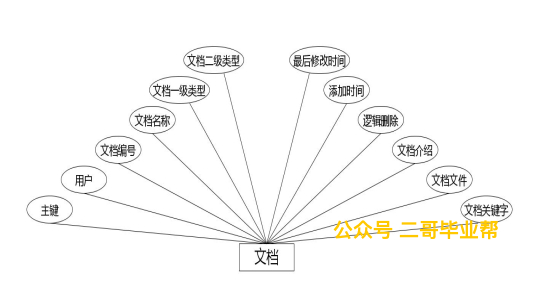 文档二级类型
最后修改时间
文档一级类型
添加时间
文档名称
逻辑删除
文档编号
文档介绍
用户
文档文件
主键
文档关键字
公众号 二哥毕业帮
文档